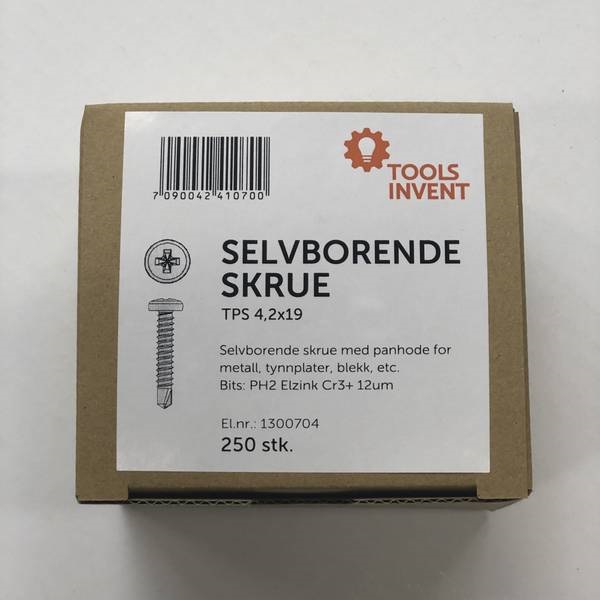 7 090042 410700
TOOLS
INVENT
SELVBORENDE
SKRUE
TPS 4,2x19
Selvborende skrue med panhode for
metall, tynnplater, blekk, etc.
Bits: PH2 Elzink Cr3+ 12um
El.nr.: 1300704
250 stk.